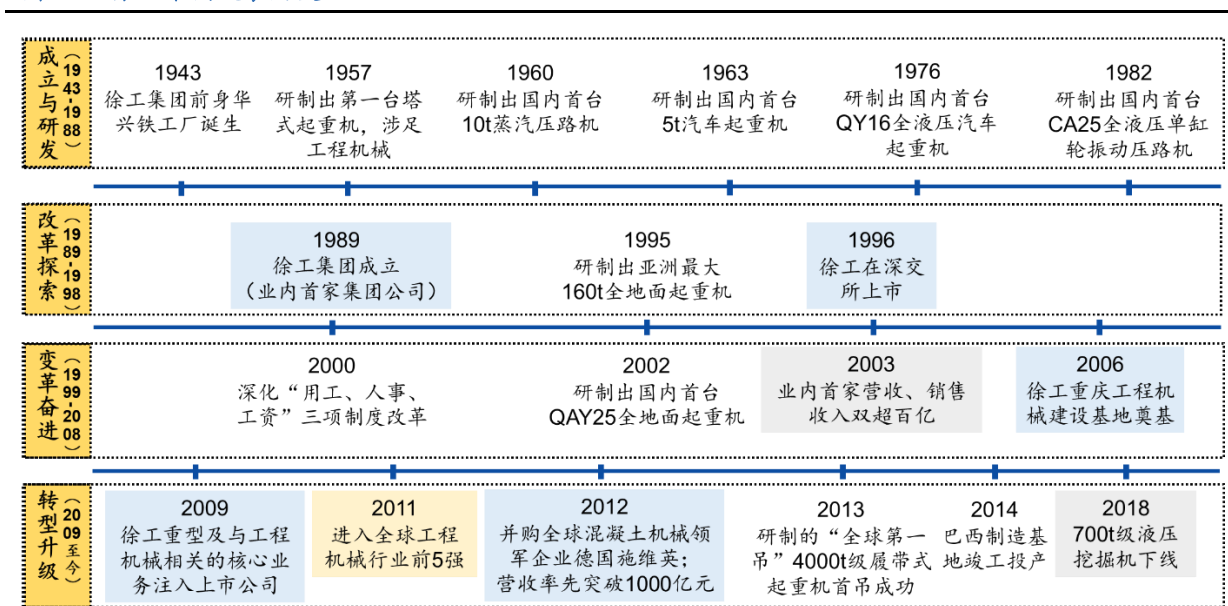 成立与研发（1943-1988）
1943
徐工集团前身华
兴铁工厂诞生
1957
研制出第一台塔
式起重机，涉足
工程机械
1960
研制出国内首台
10t蒸汽压路机
1963
研制出国内首台
5t汽车起重机
1976
研制出国内首台
QY16全液压汽车
起重机
1982
研制出国内首台
CA25全液压单缸
轮振动压路机
改革探索（1989-1998）
1989
徐工集团成立
（业内首家集团公司）
1995
研制出亚洲最大
160t全地面起重机
1996
徐工在深交
所上市
变革奋进（1999-2008）
2000
深化“用工、人事、
工资”三项制度改革
2002
研制出国内首台
QAY25全地面起重机
2003
业内首家营收、销售
收入双超百亿
2006
徐工重庆工程机
械建设基地奠基
转型升级（2009至今）
2009
徐工重型及与工程
机械相关的核心业
务注入上市公司
2011
进入全球工程
机械行业前5强
2012
并购全球混凝土机械领
军企业德国施维英；
营收率先突破1000亿元
2013
研制的“全球第一
吊”4000t级履带式
起重机首吊成功
2014
巴西制造基
地竣工投产
2018
700t级液压
挖掘机下线